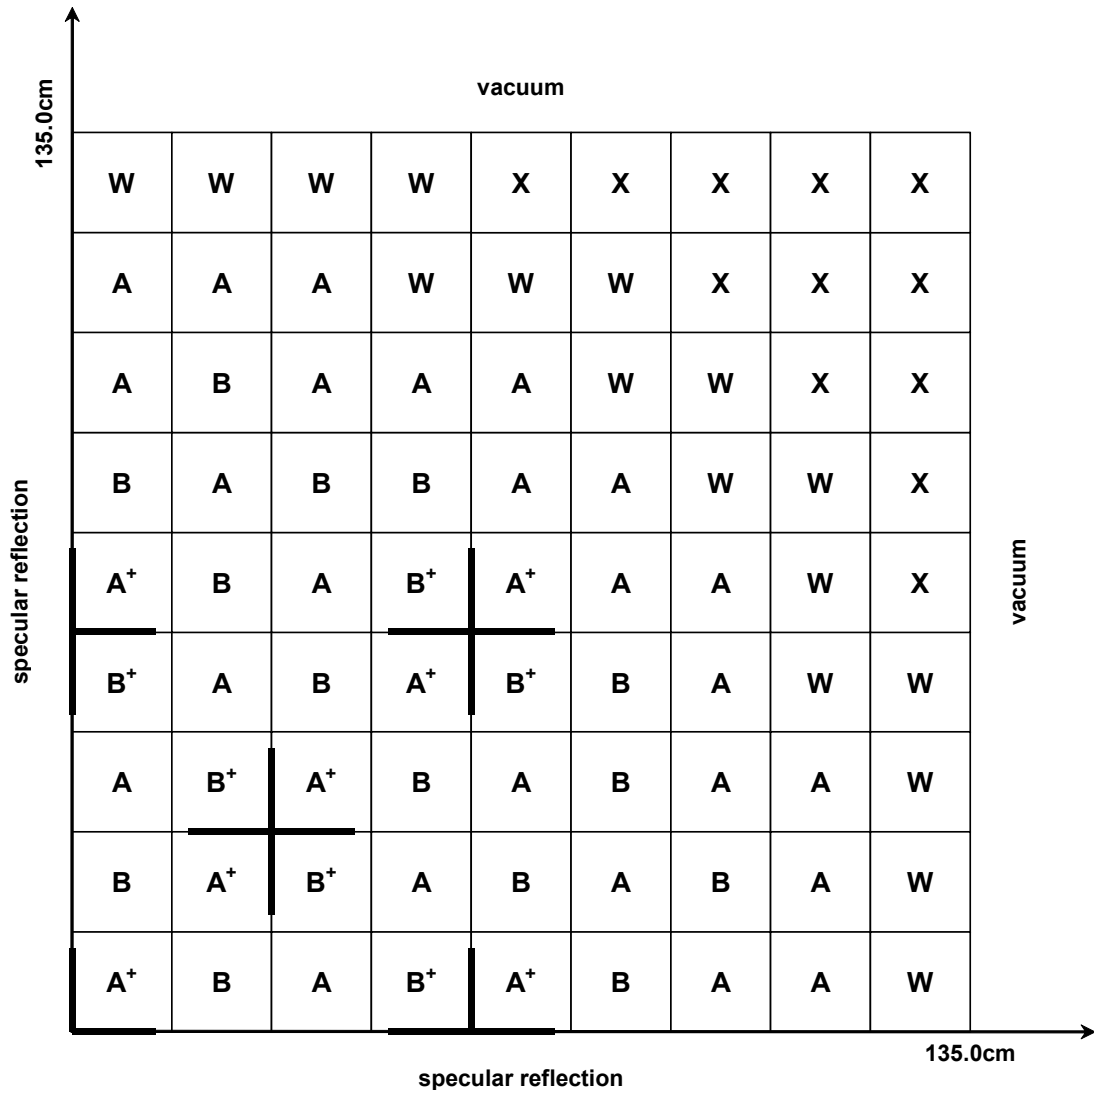 vacuum
135.0cm
W W W W X X X X X
A A A W W W X X X
A B A A A W W X X
B A B B A A W W X
specular reflection
A⁺ B A B⁺ A⁺ A A W X
vacuum
B⁺ A B A⁺ B⁺ B A W W
A B⁺ A⁺ B A B A A W
B A⁺ B⁺ A B A B A W
A⁺ B A B⁺ A⁺ B A A W
135.0cm
specular reflection